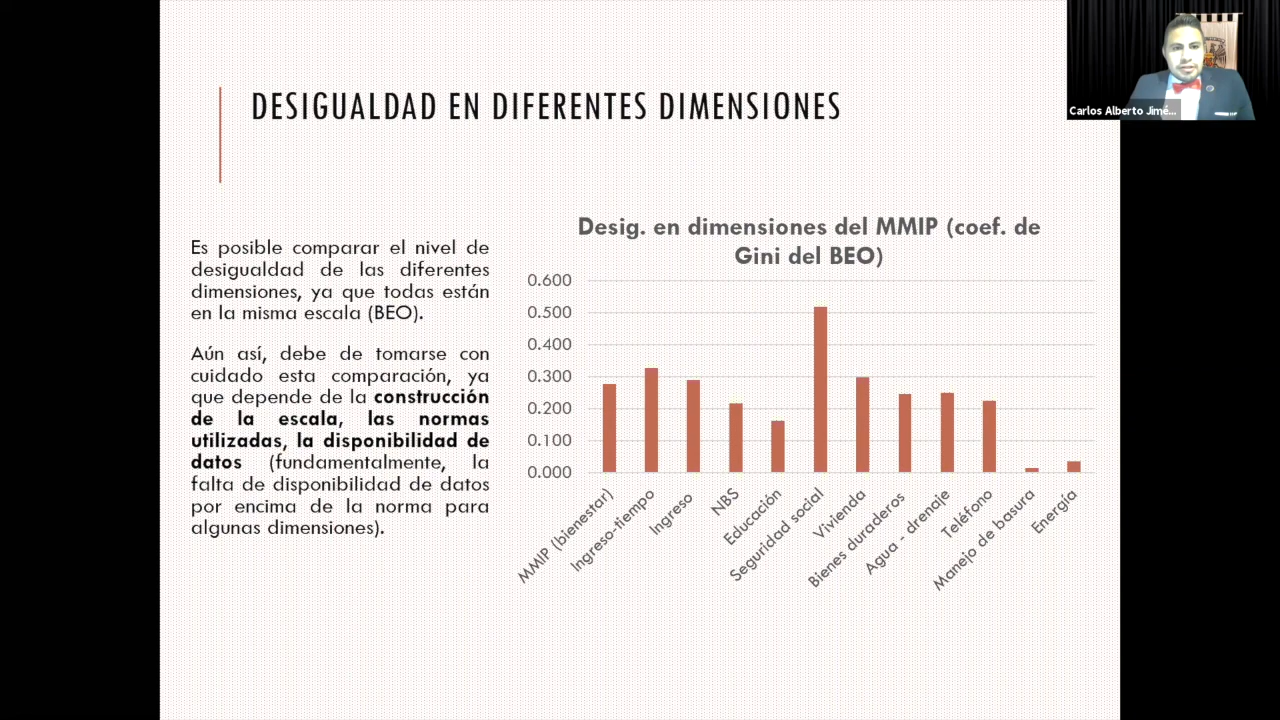 DESIGUALDAD EN DIFERENTES DIMENSIONES
Carlos Alberto Jimé...
Es posible comparar el nivel de
desigualdad de las diferentes
dimensiones, ya que todas están
en la misma escala (BEO).
Aún así, debe de tomarse con
cuidado esta comparación, ya
que depende de la construcción
de la escala, las normas
utilizadas, la disponibilidad de
datos (fundamentalmente, la
falta de disponibilidad de datos
por encima de la norma para
algunas dimensiones).
Desig. en dimensiones del MMIP (coef. de
Gini del BEO)
0.600
0.500
0.400
0.300
0.200
0.100
0.000
MMIP (bienestar)
Ingreso-tiempo
Ingreso
NBS
Educación
Seguridad social
Vivienda
Bienes duraderos
Agua - drenaje
Teléfono
Manejo de basura
Energía